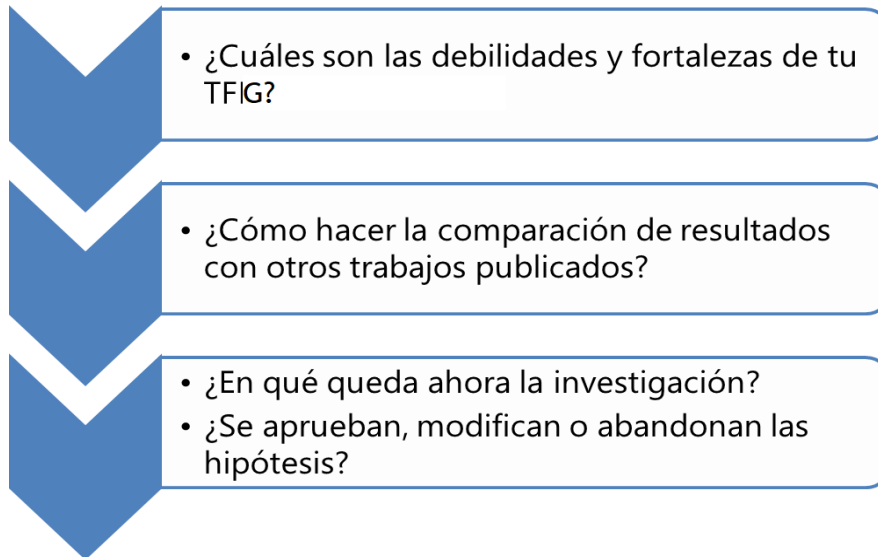 • ¿Cuáles son las debilidades y fortalezas de tu
TFG?
• ¿Cómo hacer la comparación de resultados
con otros trabajos publicados?
• ¿En qué queda ahora la investigación?
• ¿Se aprueban, modifican o abandonan las
hipótesis?